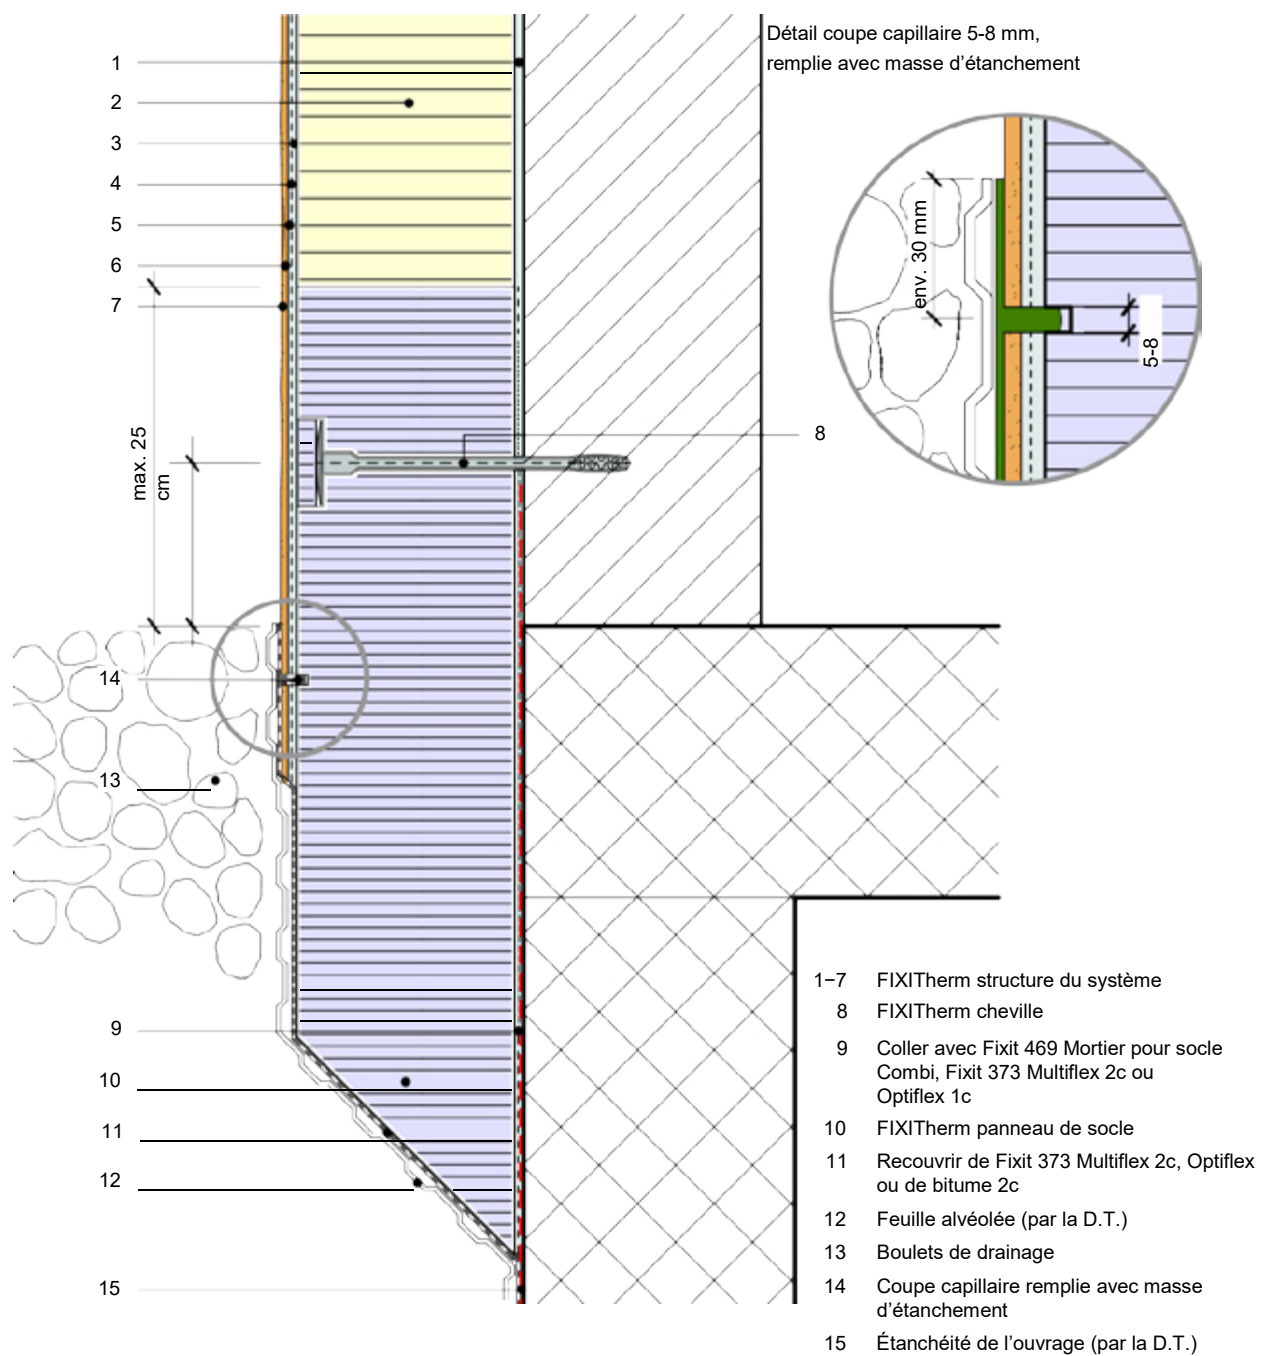 Détail coupe capillaire 5-8 mm,
remplie avec masse d’étanchement
1
2
3
4
5
6
7
env. 30 mm
5-8
max. 25
cm
8
14
13
9
10
11
12
15
1–7 FIXITherm structure du système
8 FIXITherm cheville
9 Coller avec Fixit 469 Mortier pour socle
Combi, Fixit 373 Multiflex 2c ou
Optiflex 1c
10 FIXITherm panneau de socle
11 Recouvrir de Fixit 373 Multiflex 2c, Optiflex
ou de bitume 2c
12 Feuille alvéolée (par la D.T.)
13 Boulets de drainage
14 Coupe capillaire remplie avec masse
d’étanchement
15 Étanchéité de l’ouvrage (par la D.T.)